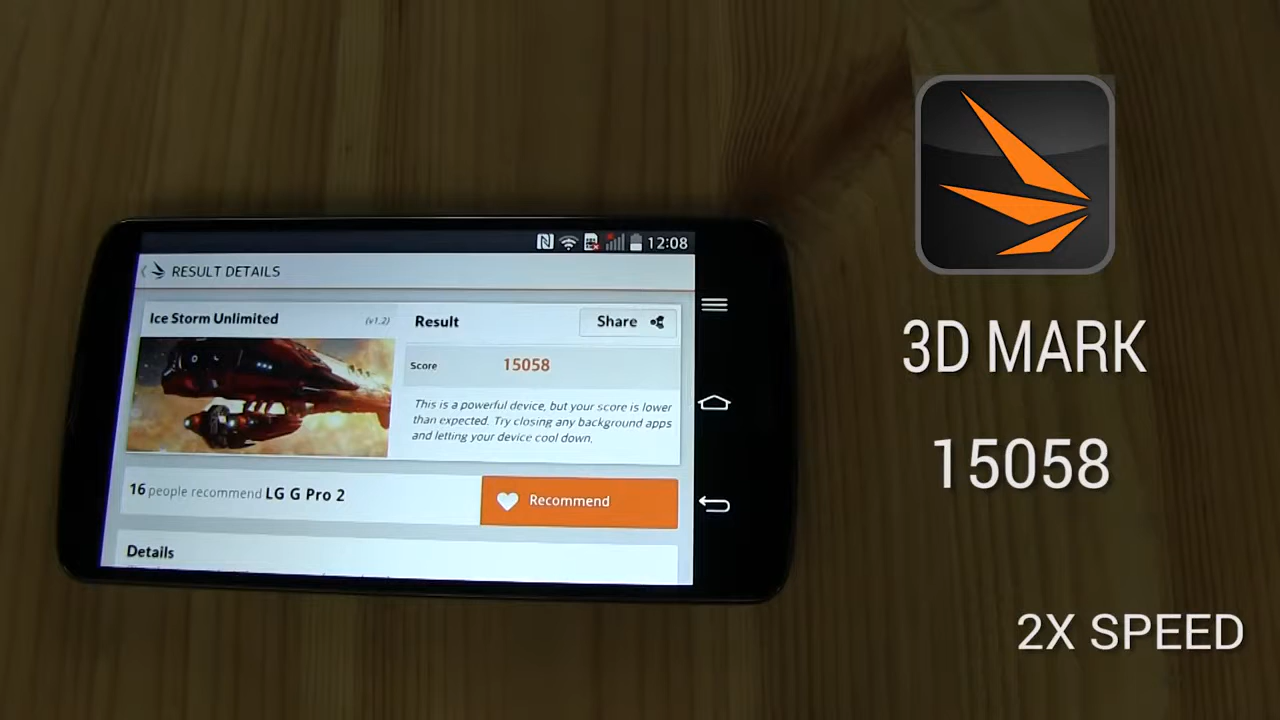 12:08
RESULT DETAILS
Ice Storm Unlimited
(v1.2)
Result
Share
Score
15058
This is a powerful device, but your score is lower
than expected. Try closing any background apps
and letting your device cool down.
16 people recommend LG G Pro 2
Recommend
Details
3D MARK
15058
2X SPEED